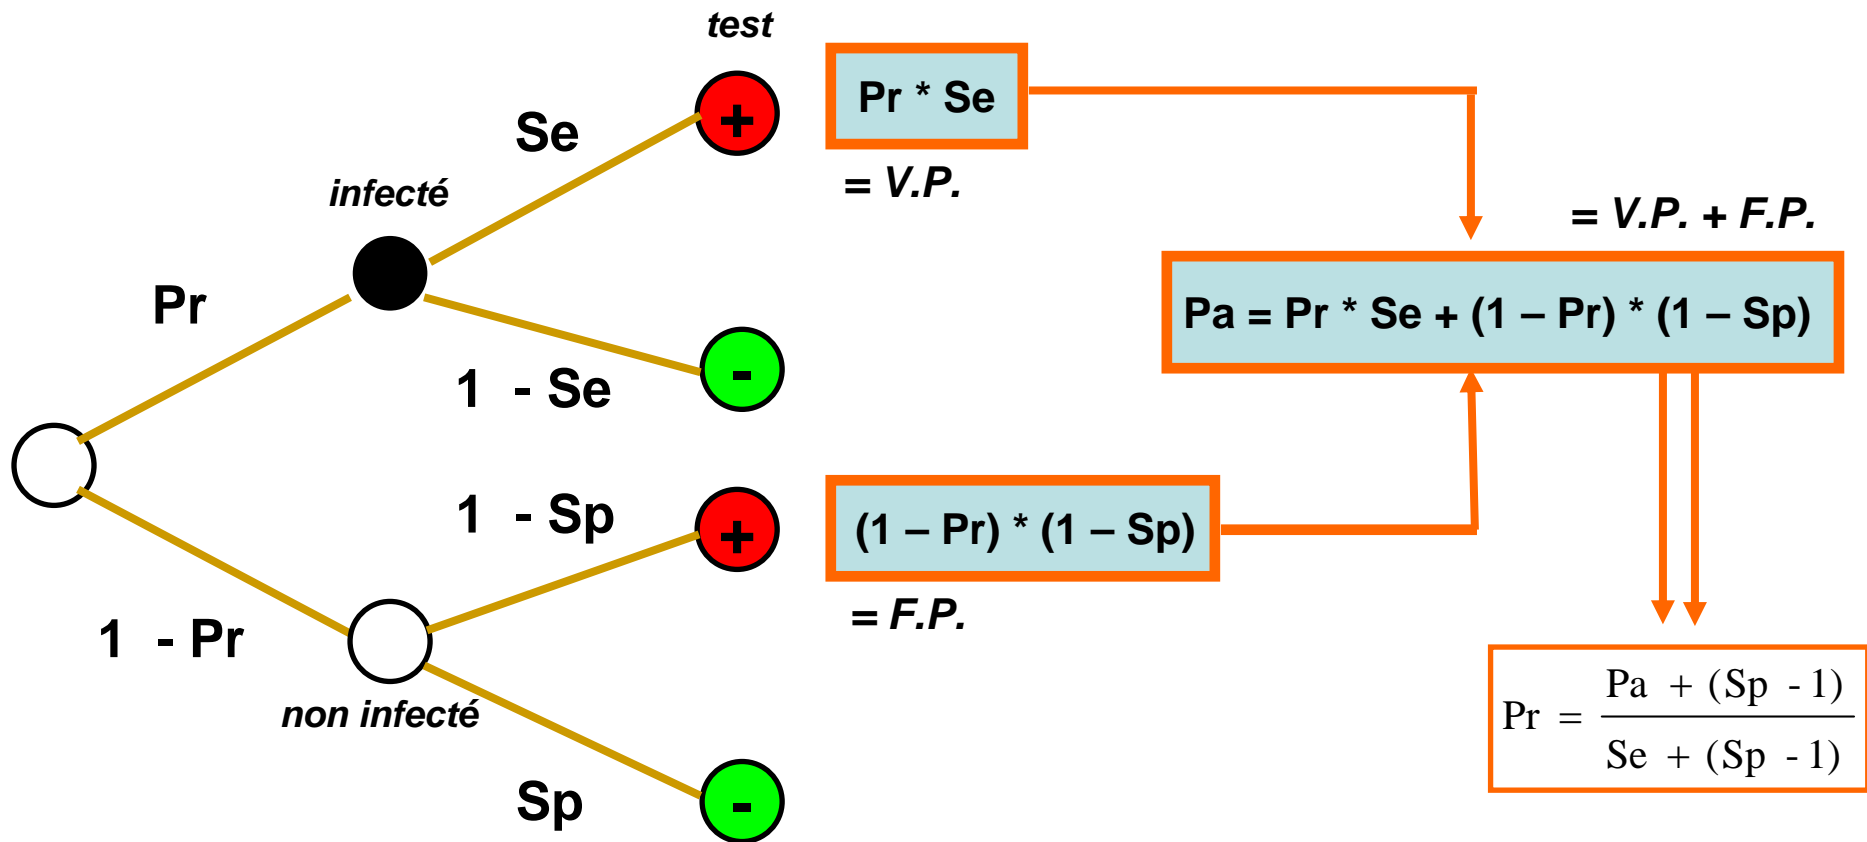 test
+
Pr * Se
Se
= V.P.
infecté
= V.P. + F.P.
Pr
Pa = Pr * Se + (1 – Pr) * (1 – Sp)
-
1 - Se
1 - Sp
+
(1 – Pr) * (1 – Sp)
= F.P.
1 - Pr
non infecté
Pr = Pa + (Sp - 1)
Se + (Sp - 1)
Sp
-